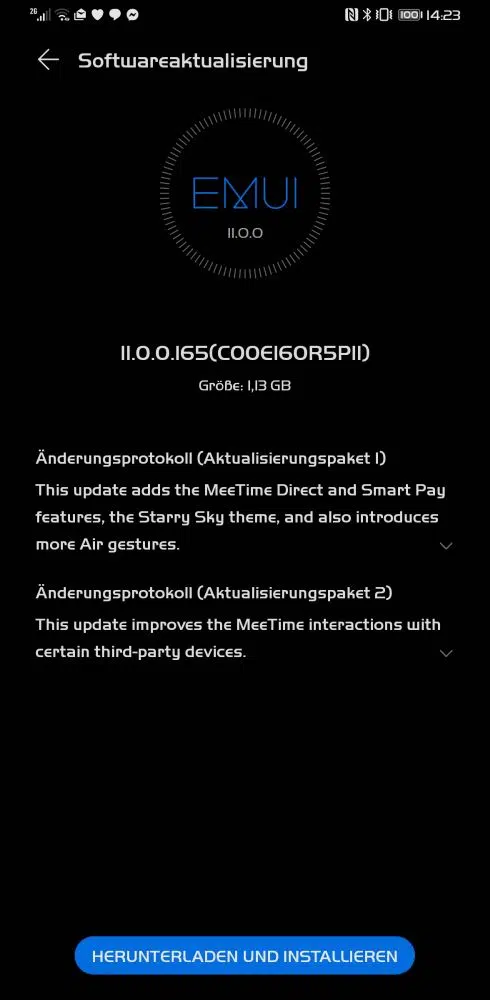 2G 100 14:23
Softwareaktualisierung
EMUI
11.0.0
11.0.0.165(C00E160R5P11)
Größe: 1,13 GB
Änderungsprotokoll (Aktualisierungspaket 1)
This update adds the MeeTime Direct and Smart Pay
features, the Starry Sky theme, and also introduces
more Air gestures.
Änderungsprotokoll (Aktualisierungspaket 2)
This update improves the MeeTime interactions with
certain third-party devices.
HERUNTERLADEN UND INSTALLIEREN